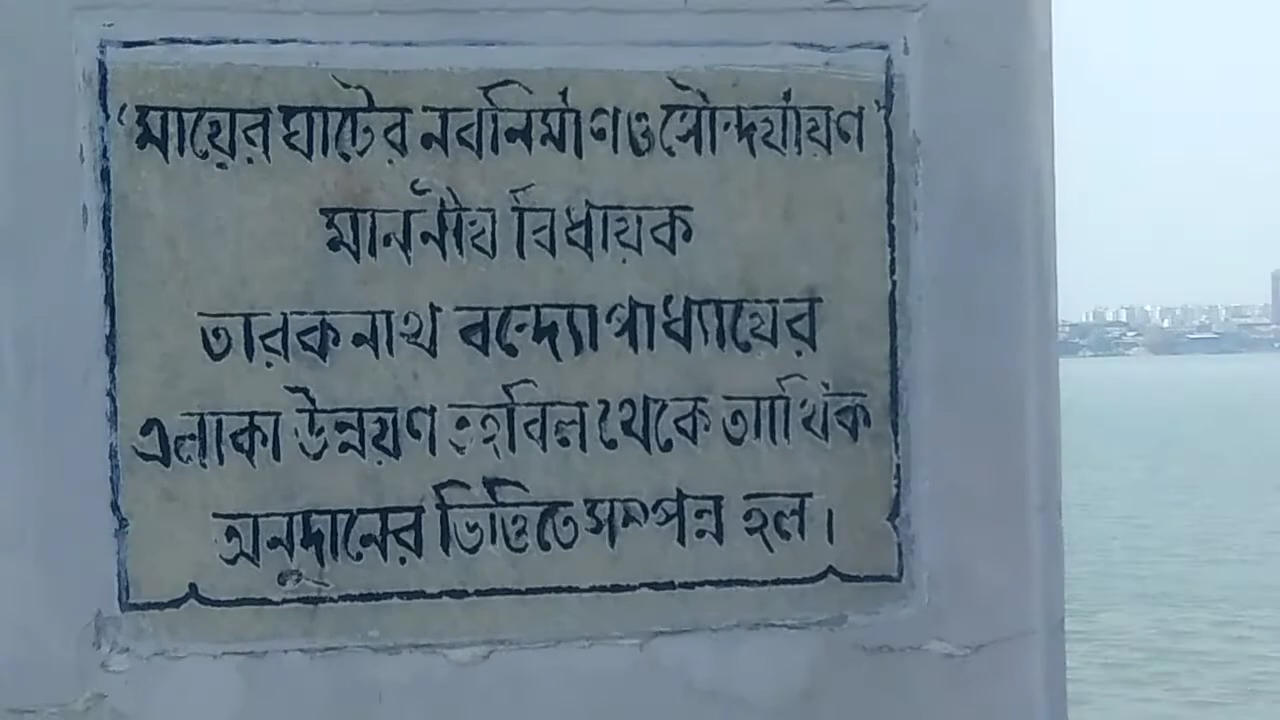 ‘মায়ের ঘাটের নবনির্মাণ ও সৌন্দর্যায়ণ’
মাননীয় বিধায়ক
তারকনাথ বন্দ্যোপাধ্যায়ের
এলাকা উন্নয়ণ তহবিল থেকে আর্থিক
অনুদানের ভিত্তিতে সম্পন্ন হল।